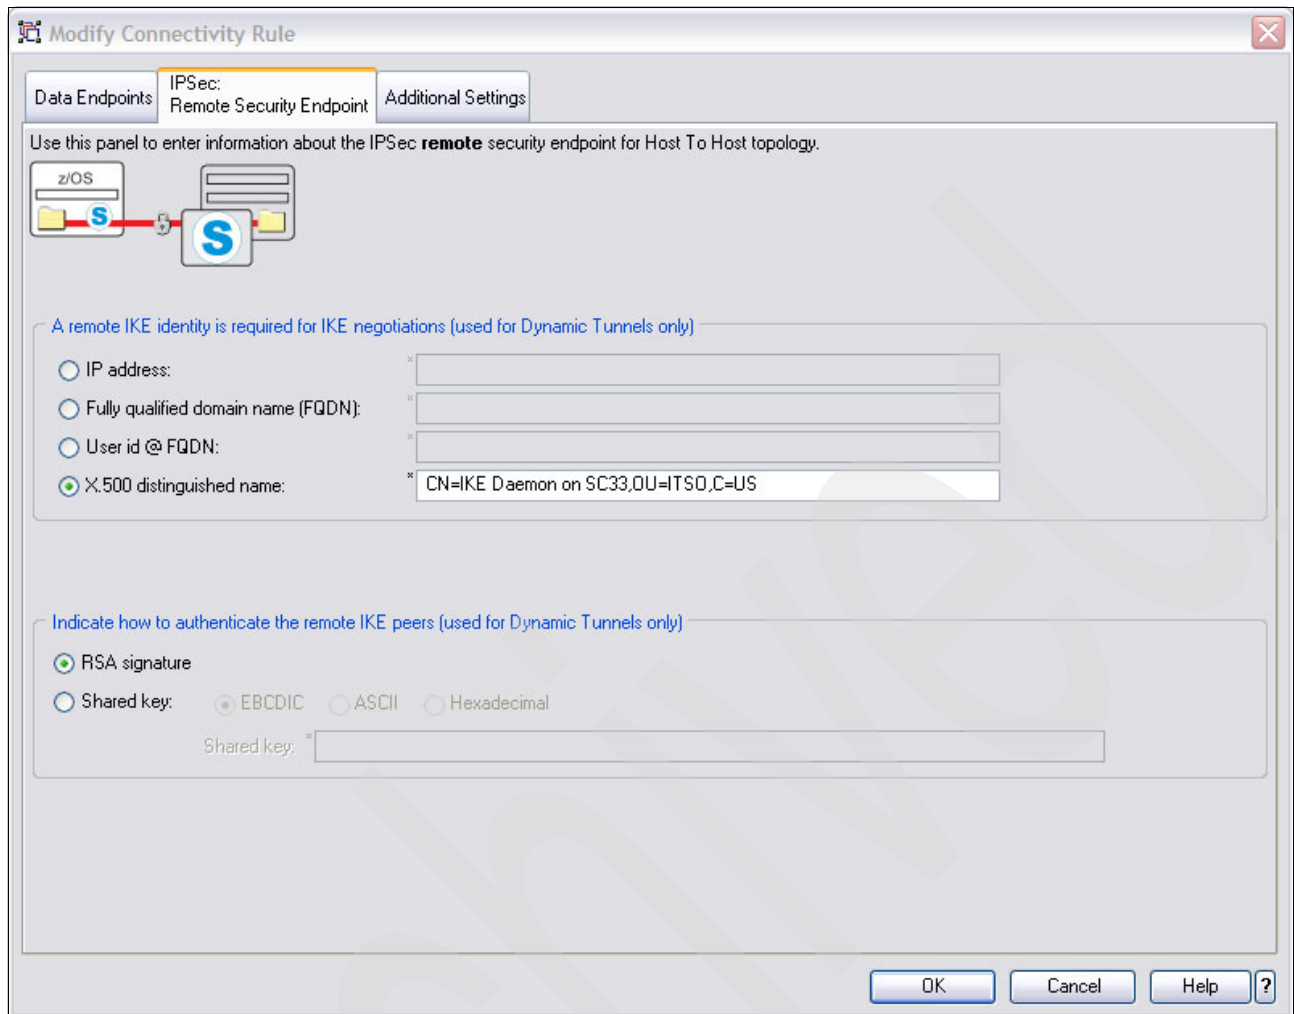 Modify Connectivity Rule
Data Endpoints
IPSec:
Remote Security Endpoint
Additional Settings
Use this panel to enter information about the IPSec remote security endpoint for Host To Host topology.
z/OS
S
S
A remote IKE identity is required for IKE negotiations (used for Dynamic Tunnels only)
IP address: *
Fully qualified domain name (FQDN): *
User id @ FQDN: *
X.500 distinguished name: * CN=IKE Daemon on SC33,OU=ITSO,C=US
Indicate how to authenticate the remote IKE peers (used for Dynamic Tunnels only)
RSA signature
Shared key: EBCDIC ASCII Hexadecimal
Shared key: *
OK Cancel Help ?